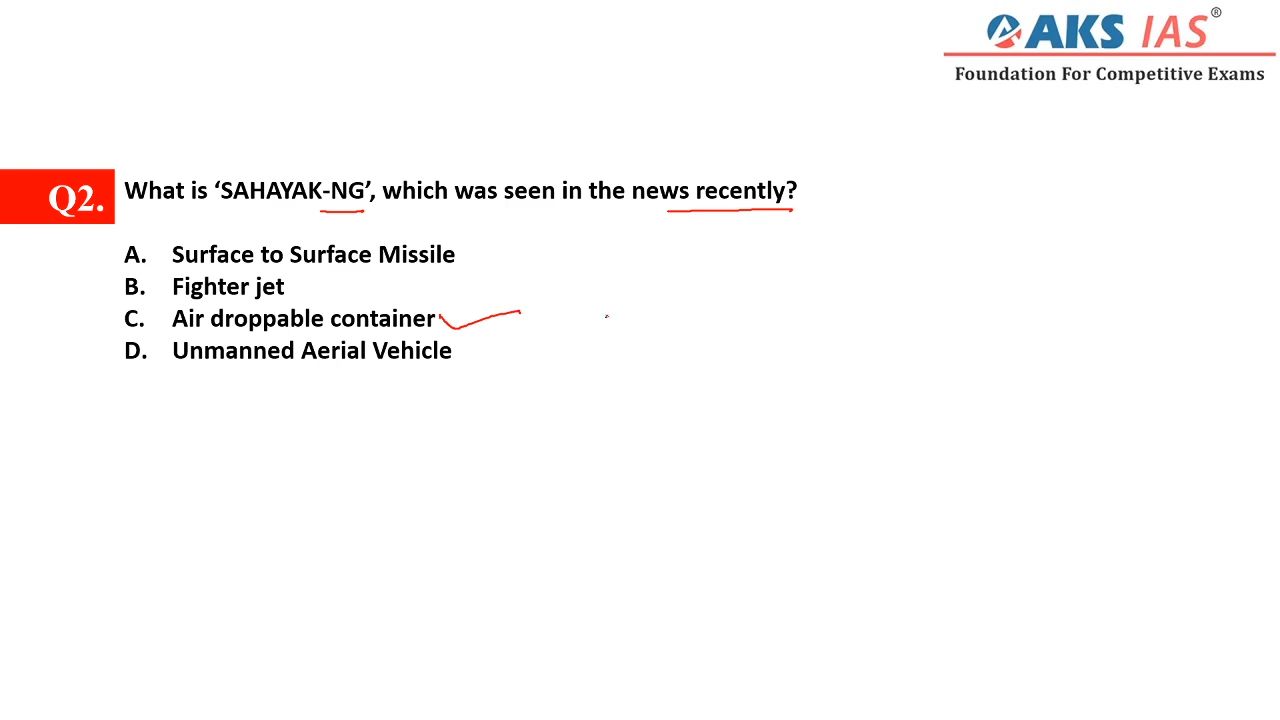 AKS IAS®
Foundation For Competitive Exams
Q2. What is ‘SAHAYAK-NG’, which was seen in the news recently?
A. Surface to Surface Missile
B. Fighter jet
C. Air droppable container
D. Unmanned Aerial Vehicle